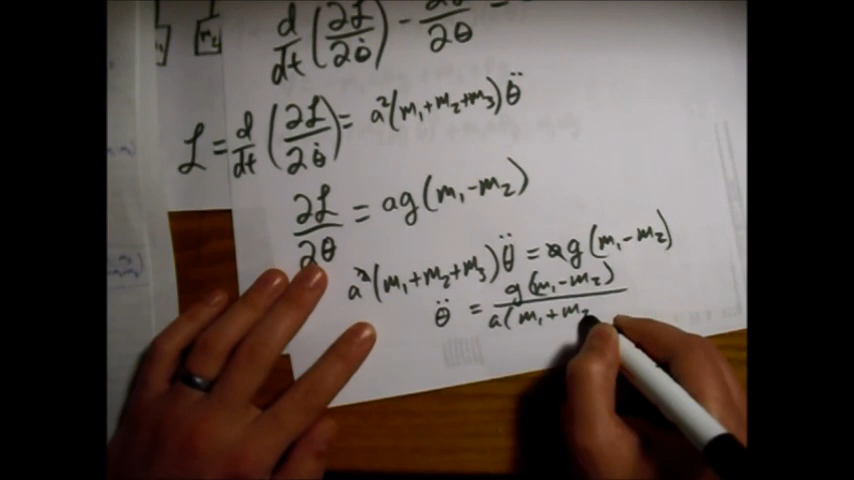 m₂
d/dt (∂ℒ/∂θ̇) - ∂ℒ/∂θ
ℒ = d/dt (∂ℒ/∂θ̇) = a²(m₁+m₂+m₃)θ̈
∂ℒ/∂θ = ag(m₁-m₂)
a²(m₁+m₂+m₃)θ̈ = ag(m₁-m₂)
θ̈ = g(m₁-m₂)/a(m₁+m₂